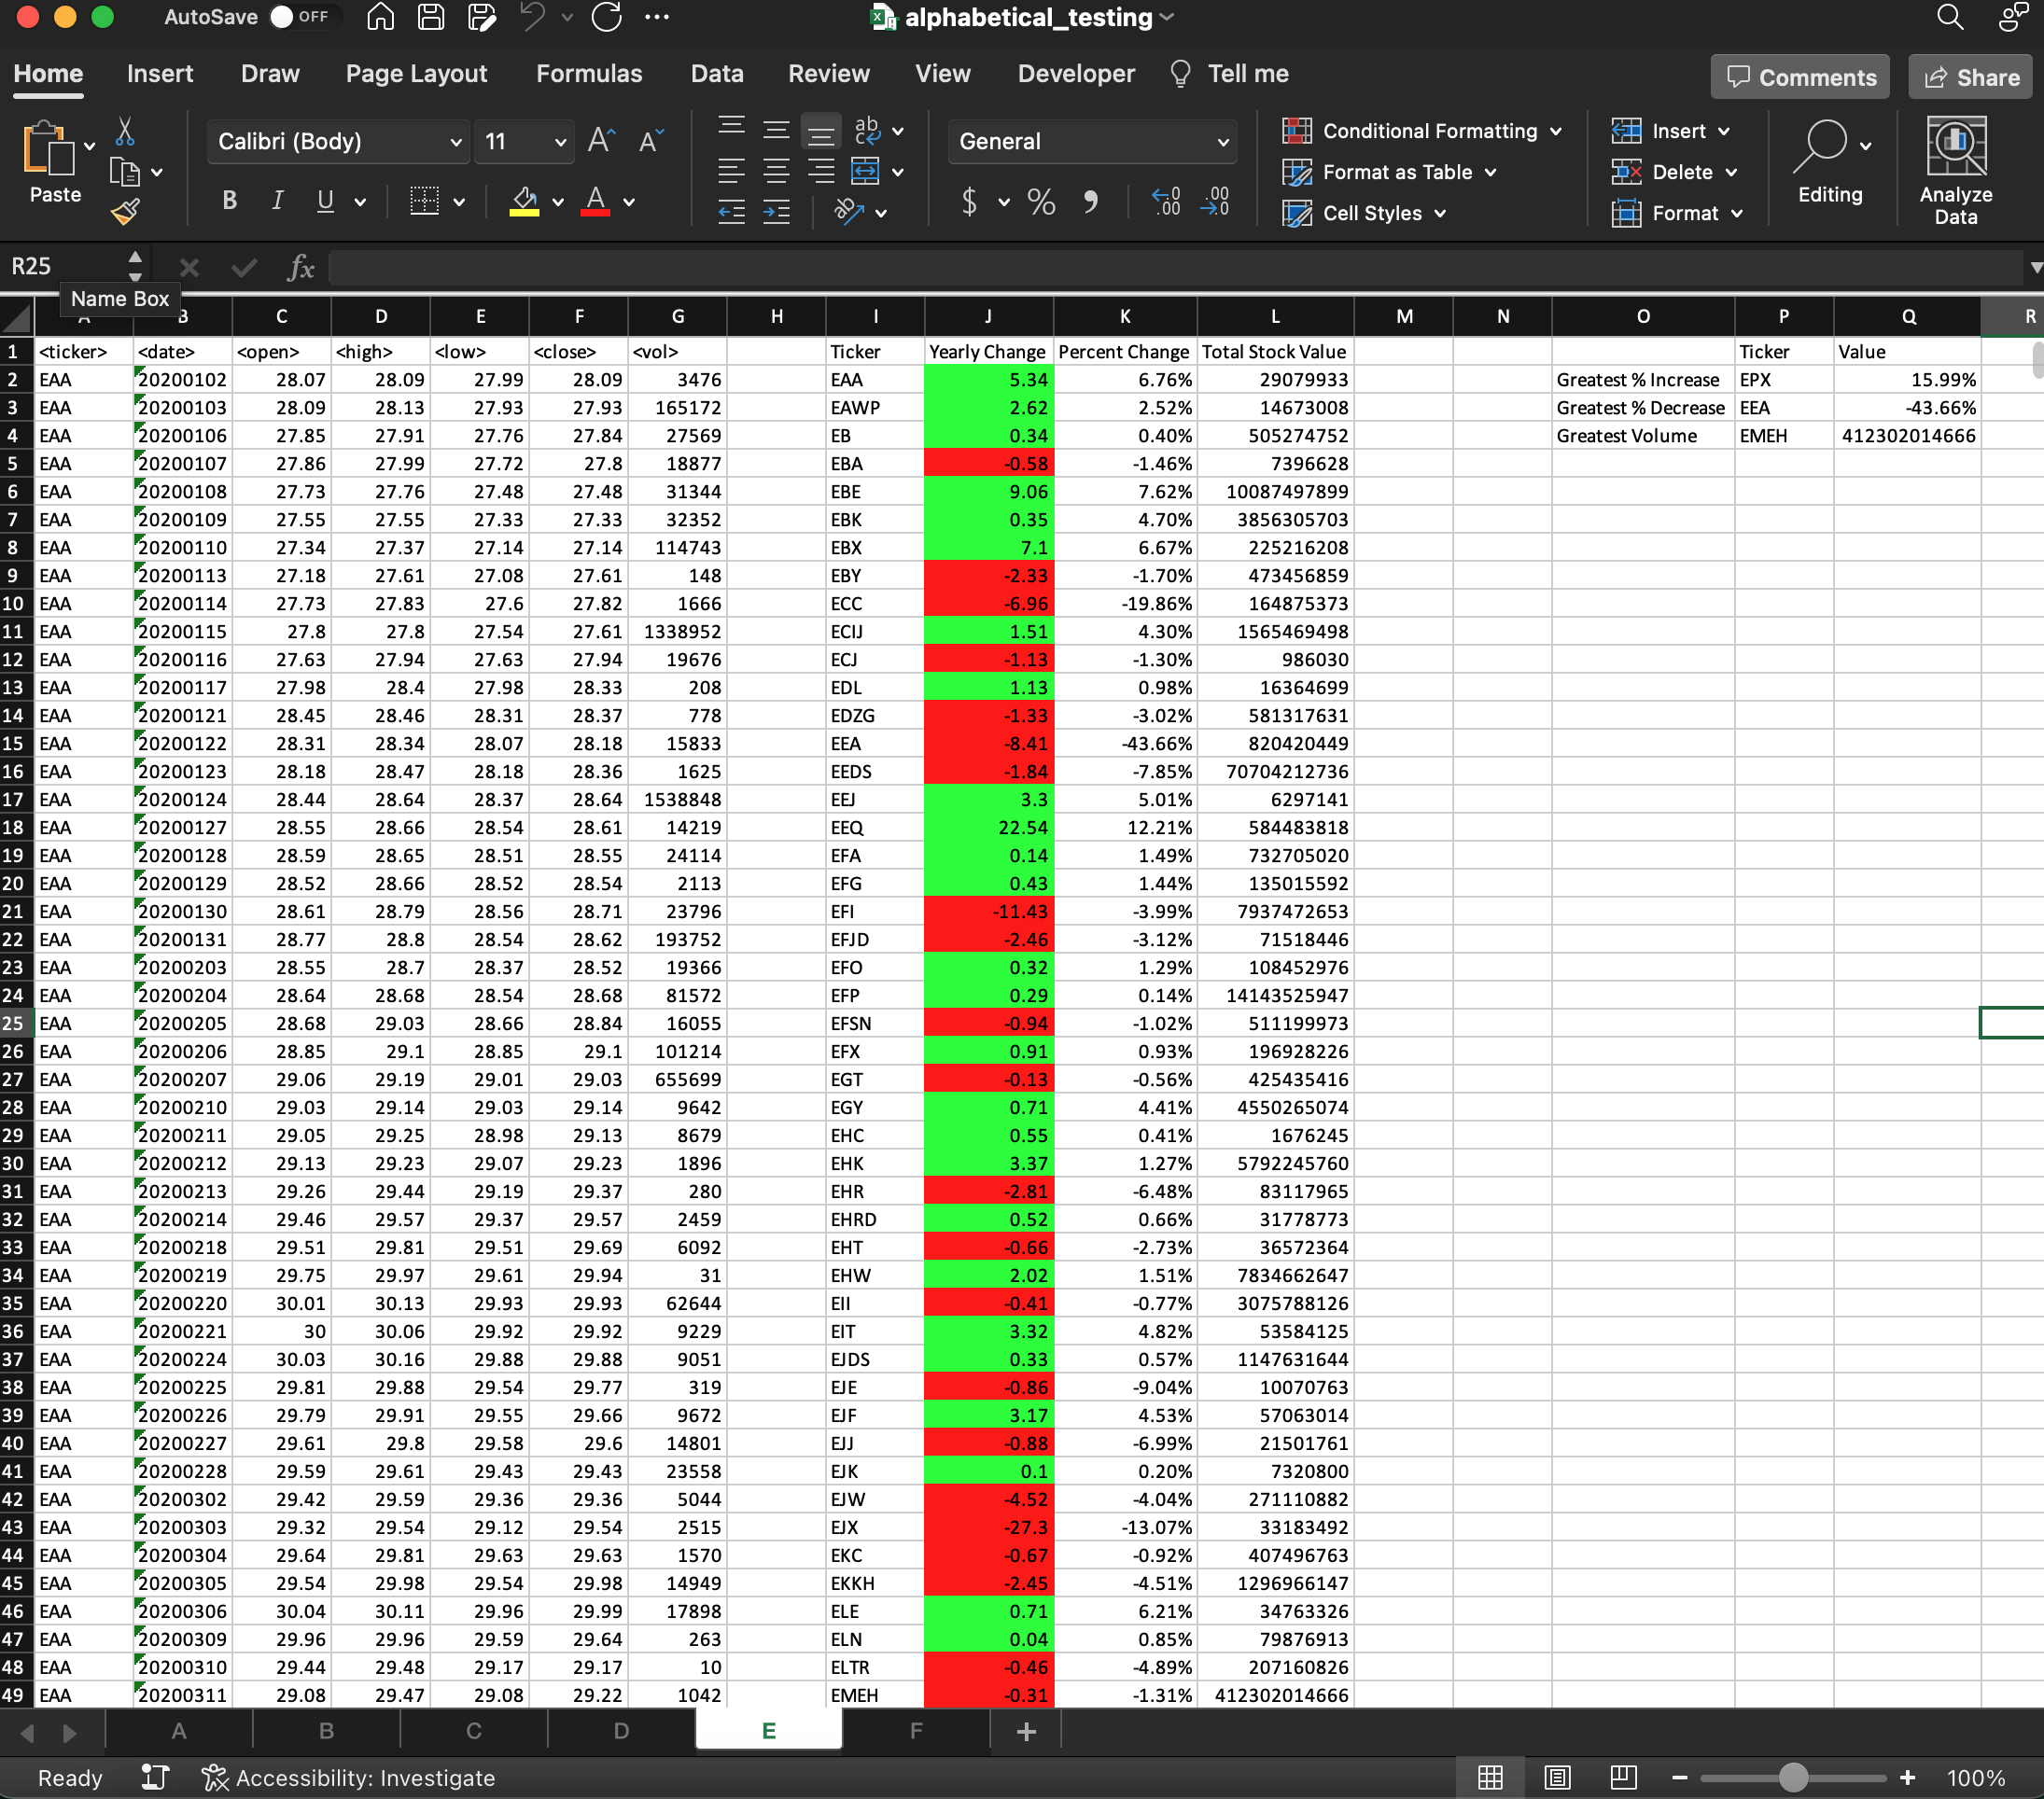 AutoSave OFF alphabetical_testing
Home Insert Draw Page Layout Formulas Data Review View Developer Tell me Comments Share
Paste Calibri (Body) 11 General Conditional Formatting Insert Editing Analyze Data
Format as Table Delete
B I U $ % Cell Styles Format
R25 fx
Name Box
A B C D E F G H I J K L M N O P Q R
1 <ticker> <date> <open> <high> <low> <close> <vol> Ticker Yearly Change Percent Change Total Stock Value Ticker Value
2 EAA 20200102 28.07 28.09 27.99 28.09 3476 EAA 5.34 6.76% 29079933 Greatest % Increase EPX 15.99%
3 EAA 20200103 28.09 28.13 27.93 27.93 165172 EAWP 2.62 2.52% 14673008 Greatest % Decrease EEA -43.66%
4 EAA 20200106 27.85 27.91 27.76 27.84 27569 EB 0.34 0.40% 505274752 Greatest Volume EMEH 412302014666
5 EAA 20200107 27.86 27.99 27.72 27.8 18877 EBA -0.58 -1.46% 7396628
6 EAA 20200108 27.73 27.76 27.48 27.48 31344 EBE 9.06 7.62% 10087497899
7 EAA 20200109 27.55 27.55 27.33 27.33 32352 EBK 0.35 4.70% 3856305703
8 EAA 20200110 27.34 27.37 27.14 27.14 114743 EBX 7.1 6.67% 225216208
9 EAA 20200113 27.18 27.61 27.08 27.61 148 EBY -2.33 -1.70% 473456859
10 EAA 20200114 27.73 27.83 27.6 27.82 1666 ECC -6.96 -19.86% 164875373
11 EAA 20200115 27.8 27.8 27.54 27.61 1338952 ECIJ 1.51 4.30% 1565469498
12 EAA 20200116 27.63 27.94 27.63 27.94 19676 ECJ -1.13 -1.30% 986030
13 EAA 20200117 27.98 28.4 27.98 28.33 208 EDL 1.13 0.98% 16364699
14 EAA 20200121 28.45 28.46 28.31 28.37 778 EDZG -1.33 -3.02% 581317631
15 EAA 20200122 28.31 28.34 28.07 28.18 15833 EEA -8.41 -43.66% 820420449
16 EAA 20200123 28.18 28.47 28.18 28.36 1625 EEDS -1.84 -7.85% 70704212736
17 EAA 20200124 28.44 28.64 28.37 28.64 1538848 EEJ 3.3 5.01% 6297141
18 EAA 20200127 28.55 28.66 28.54 28.61 14219 EEQ 22.54 12.21% 584483818
19 EAA 20200128 28.59 28.65 28.51 28.55 24114 EFA 0.14 1.49% 732705020
20 EAA 20200129 28.52 28.66 28.52 28.54 2113 EFG 0.43 1.44% 135015592
21 EAA 20200130 28.61 28.79 28.56 28.71 23796 EFI -11.43 -3.99% 7937472653
22 EAA 20200131 28.77 28.8 28.54 28.62 193752 EFJD -2.46 -3.12% 71518446
23 EAA 20200203 28.55 28.7 28.37 28.52 19366 EFO 0.32 1.29% 108452976
24 EAA 20200204 28.64 28.68 28.54 28.68 81572 EFP 0.29 0.14% 14143525947
25 EAA 20200205 28.68 29.03 28.66 28.84 16055 EFSN -0.94 -1.02% 511199973
26 EAA 20200206 28.85 29.1 28.85 29.1 101214 EFX 0.91 0.93% 196928226
27 EAA 20200207 29.06 29.19 29.01 29.03 655699 EGT -0.13 -0.56% 425435416
28 EAA 20200210 29.03 29.14 29.03 29.14 9642 EGY 0.71 4.41% 4550265074
29 EAA 20200211 29.05 29.25 28.98 29.13 8679 EHC 0.55 0.41% 1676245
30 EAA 20200212 29.13 29.23 29.07 29.23 1896 EHK 3.37 1.27% 5792245760
31 EAA 20200213 29.26 29.44 29.19 29.37 280 EHR -2.81 -6.48% 83117965
32 EAA 20200214 29.46 29.57 29.37 29.57 2459 EHRD 0.52 0.66% 31778773
33 EAA 20200218 29.51 29.81 29.51 29.69 6092 EHT -0.66 -2.73% 36572364
34 EAA 20200219 29.75 29.97 29.61 29.94 31 EHW 2.02 1.51% 7834662647
35 EAA 20200220 30.01 30.13 29.93 29.93 62644 EII -0.41 -0.77% 3075788126
36 EAA 20200221 30 30.06 29.92 29.92 9229 EIT 3.32 4.82% 53584125
37 EAA 20200224 30.03 30.16 29.88 29.88 9051 EJDS 0.33 0.57% 1147631644
38 EAA 20200225 29.81 29.88 29.54 29.77 319 EJE -0.86 -9.04% 10070763
39 EAA 20200226 29.79 29.91 29.55 29.66 9672 EJF 3.17 4.53% 57063014
40 EAA 20200227 29.61 29.8 29.58 29.6 14801 EJJ -0.88 -6.99% 21501761
41 EAA 20200228 29.59 29.61 29.43 29.43 23558 EJK 0.1 0.20% 7320800
42 EAA 20200302 29.42 29.59 29.36 29.36 5044 EJW -4.52 -4.04% 271110882
43 EAA 20200303 29.32 29.54 29.12 29.54 2515 EJX -27.3 -13.07% 33183492
44 EAA 20200304 29.64 29.81 29.63 29.63 1570 EKC -0.67 -0.92% 407496763
45 EAA 20200305 29.54 29.98 29.54 29.98 14949 EKKH -2.45 -4.51% 1296966147
46 EAA 20200306 30.04 30.11 29.96 29.99 17898 ELE 0.71 6.21% 34763326
47 EAA 20200309 29.96 29.96 29.59 29.64 263 ELN 0.04 0.85% 79876913
48 EAA 20200310 29.44 29.48 29.17 29.17 10 ELTR -0.46 -4.89% 207160826
49 EAA 20200311 29.08 29.47 29.08 29.22 1042 EMEH -0.31 -1.31% 412302014666
A B C D E F +
Ready Accessibility: Investigate 100%